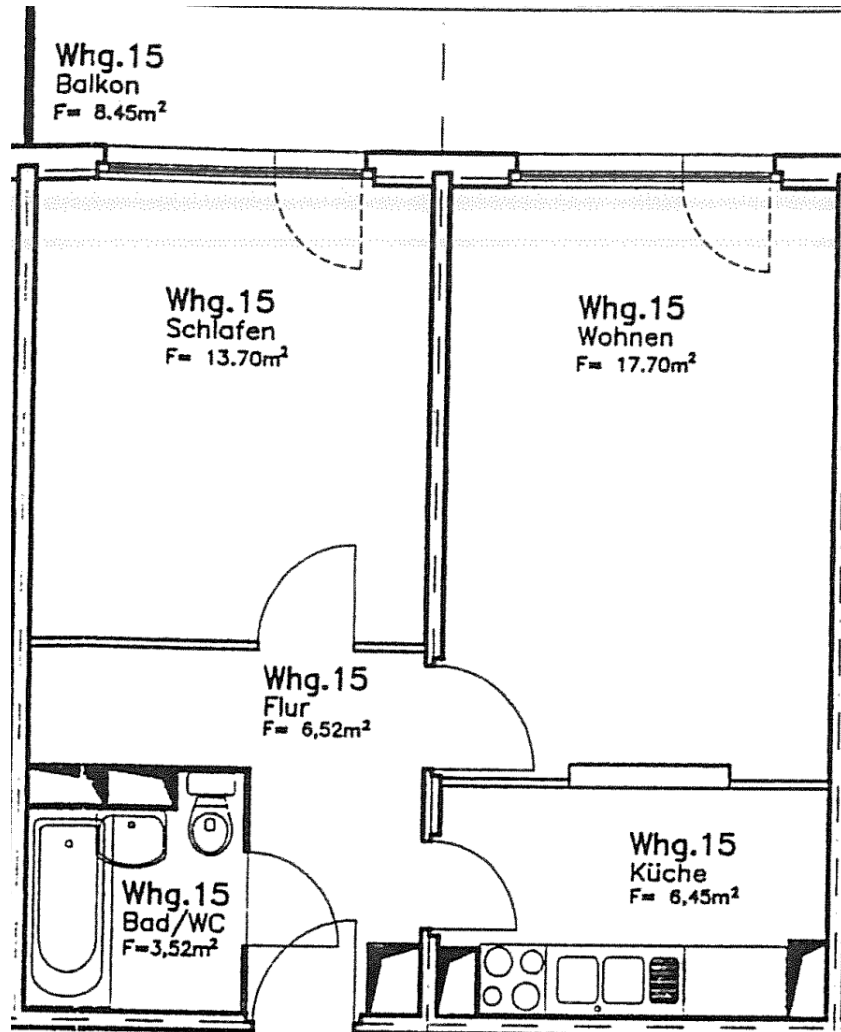 Whg.15
Balkon
F= 8.45m²
Whg.15
Schlafen
F= 13.70m²
Whg.15
Wohnen
F= 17.70m²
Whg.15
Flur
F= 6,52m²
Whg.15
Küche
F= 6,45m²
Whg.15
Bad/WC
F=3,52m²